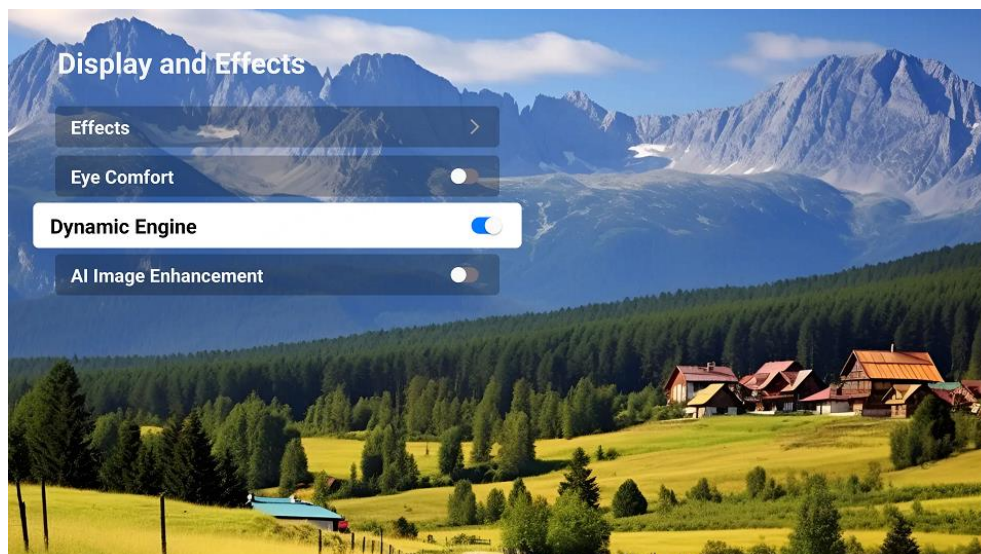 Display and Effects
Effects
Eye Comfort
Dynamic Engine
AI Image Enhancement